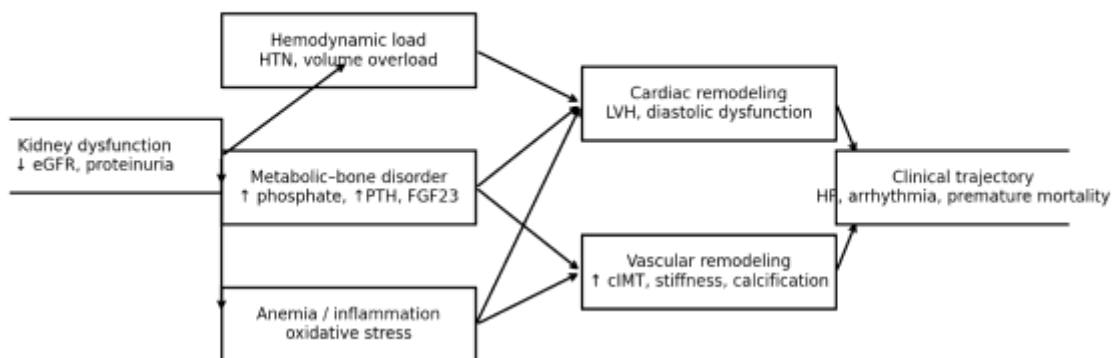 Hemodynamic load
HTN, volume overload
Kidney dysfunction
↓ eGFR, proteinuria
Metabolic–bone disorder
↑ phosphate, ↑PTH, FGF23
Anemia / inflammation
oxidative stress
Cardiac remodeling
LVH, diastolic dysfunction
Vascular remodeling
↑ cIMT, stiffness, calcification
Clinical trajectory
HF, arrhythmia, premature mortality